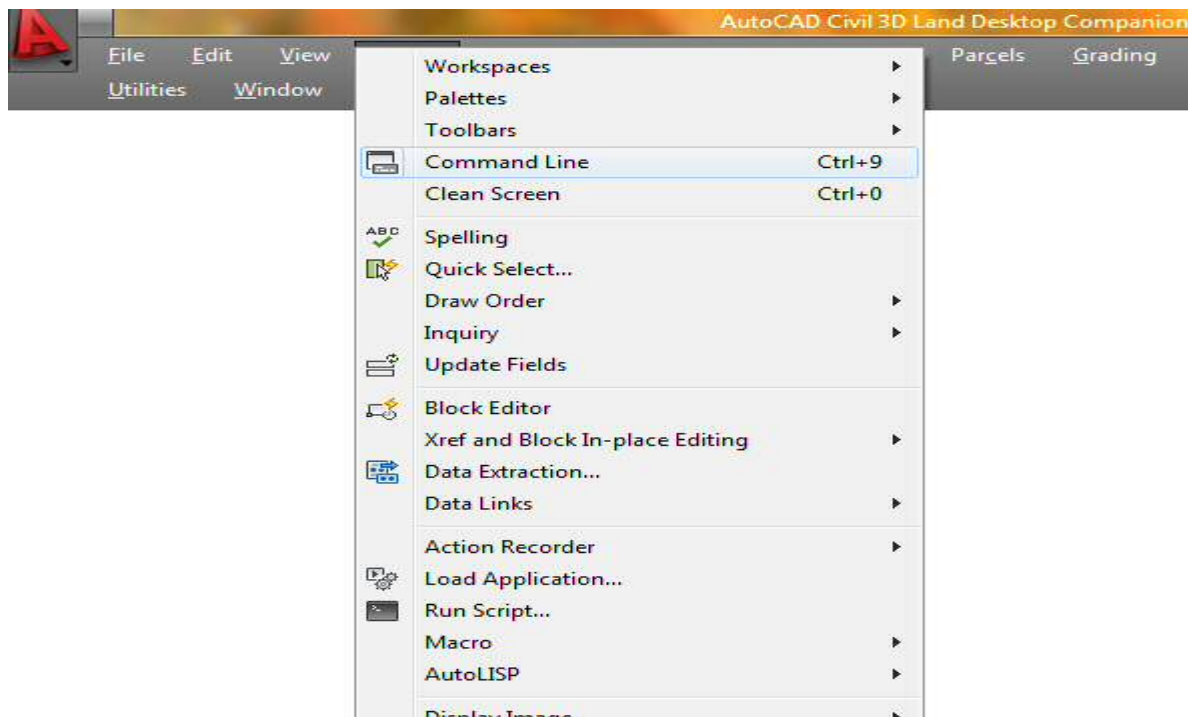 AutoCAD Civil 3D Land Desktop Companion
File Edit View Parcels Grading
Utilities Window
Workspaces
Palettes
Toolbars
Command Line Ctrl+9
Clean Screen Ctrl+0
ABC Spelling
Quick Select...
Draw Order
Inquiry
Update Fields
Block Editor
Xref and Block In-place Editing
Data Extraction...
Data Links
Action Recorder
Load Application...
Run Script...
Macro
AutoLISP
Display Image